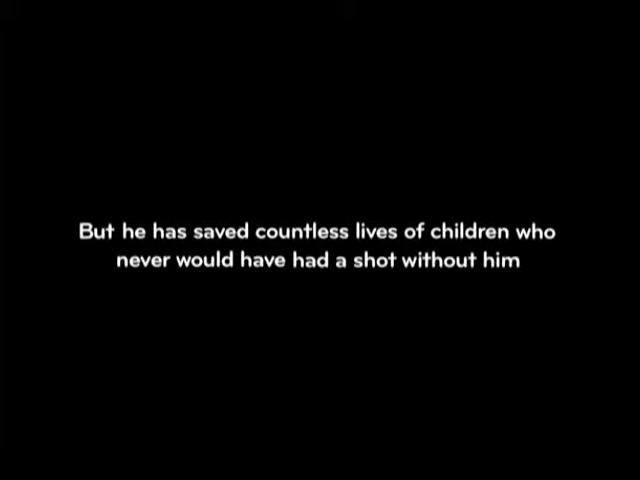 But he has saved countless lives of children who
never would have had a shot without him